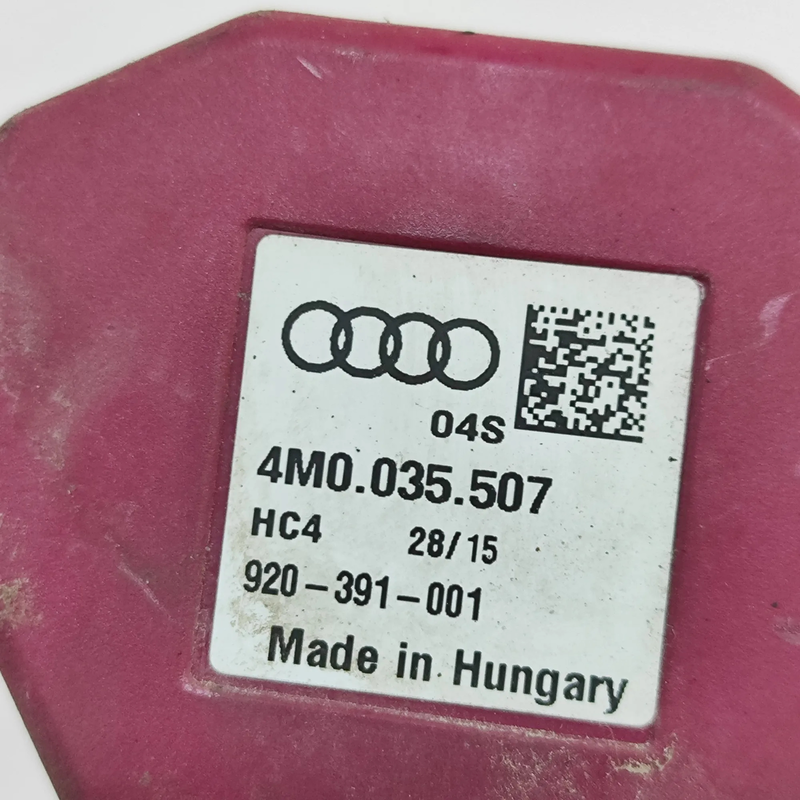 04S
4M0.035.507
HC4 28/15
920-391-001
Made in Hungary